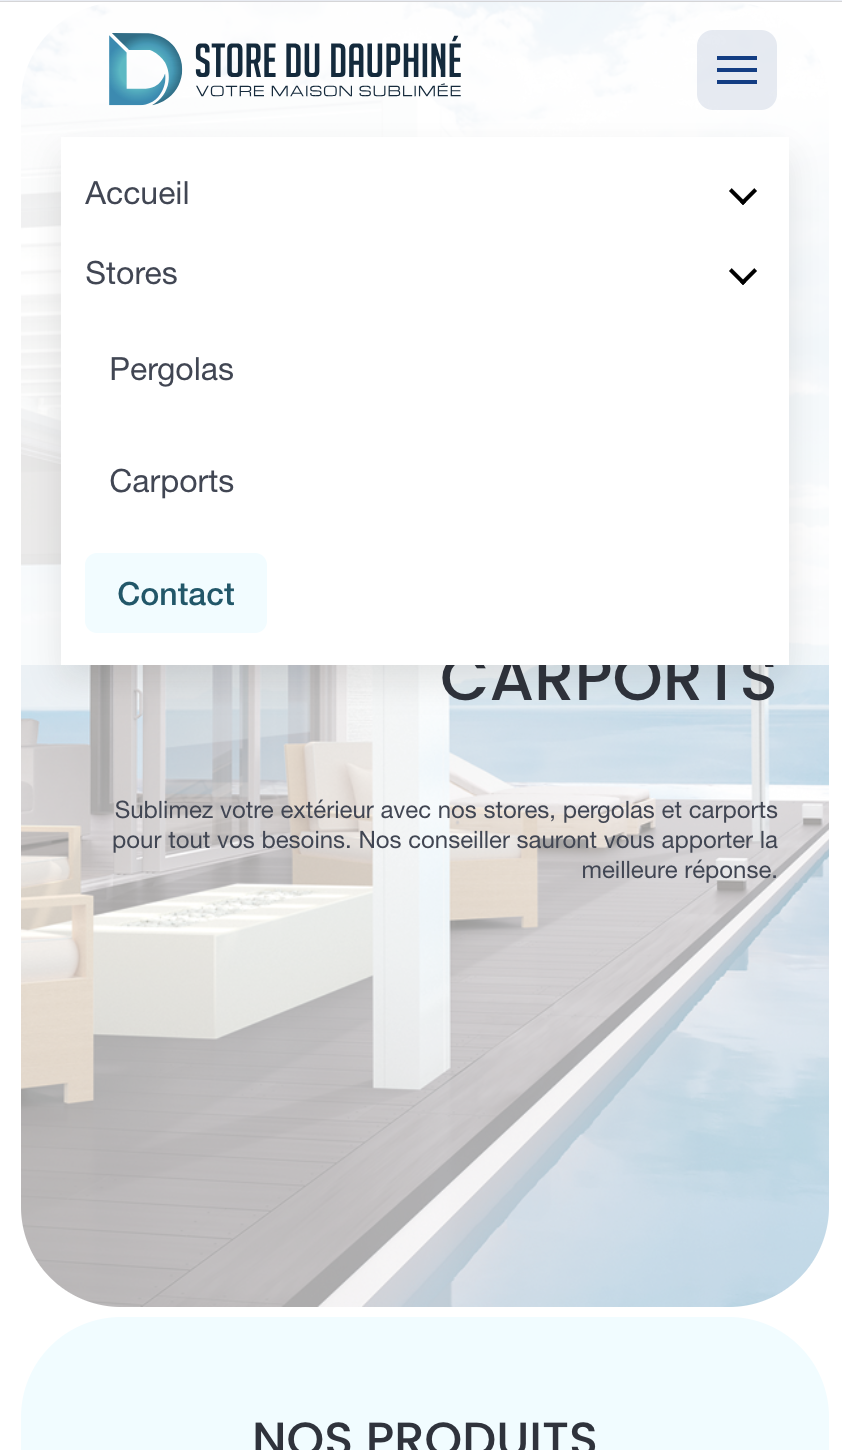 STORE DU DAUPHINÉ
VOTRE MAISON SUBLIMÉE
Accueil
Stores
Pergolas
Carports
Contact
CARPORTS
Sublimez votre extérieur avec nos stores, pergolas et carports
pour tout vos besoins. Nos conseiller sauront vous apporter la
meilleure réponse.
NOS PRODUITS